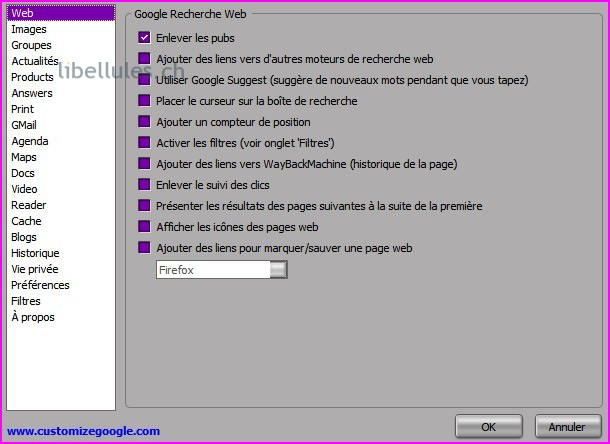 Web
Images
Groupes
Actualités
Products
Answers
Print
GMail
Agenda
Maps
Docs
Video
Reader
Cache
Blogs
Historique
Vie privée
Préférences
Filtres
À propos
libellules.ch
Google Recherche Web
Enlever les pubs
Ajouter des liens vers d'autres moteurs de recherche web
Utiliser Google Suggest (suggère de nouveaux mots pendant que vous tapez)
Placer le curseur sur la boîte de recherche
Ajouter un compteur de position
Activer les filtres (voir onglet 'Filtres')
Ajouter des liens vers WayBackMachine (historique de la page)
Enlever le suivi des clics
Présenter les résultats des pages suivantes à la suite de la première
Afficher les icônes des pages web
Ajouter des liens pour marquer/sauver une page web
Firefox
www.customizegoogle.com
OK
Annuler